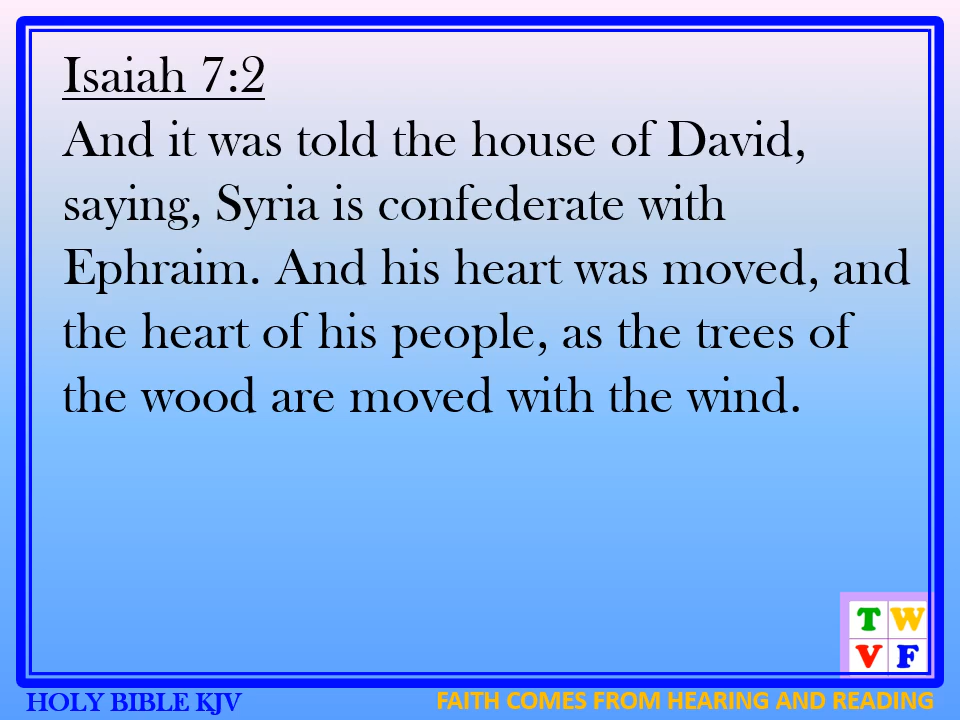 Isaiah 7:2
And it was told the house of David,
saying, Syria is confederate with
Ephraim. And his heart was moved, and
the heart of his people, as the trees of
the wood are moved with the wind.
T W
V F
HOLY BIBLE KJV
FAITH COMES FROM HEARING AND READING